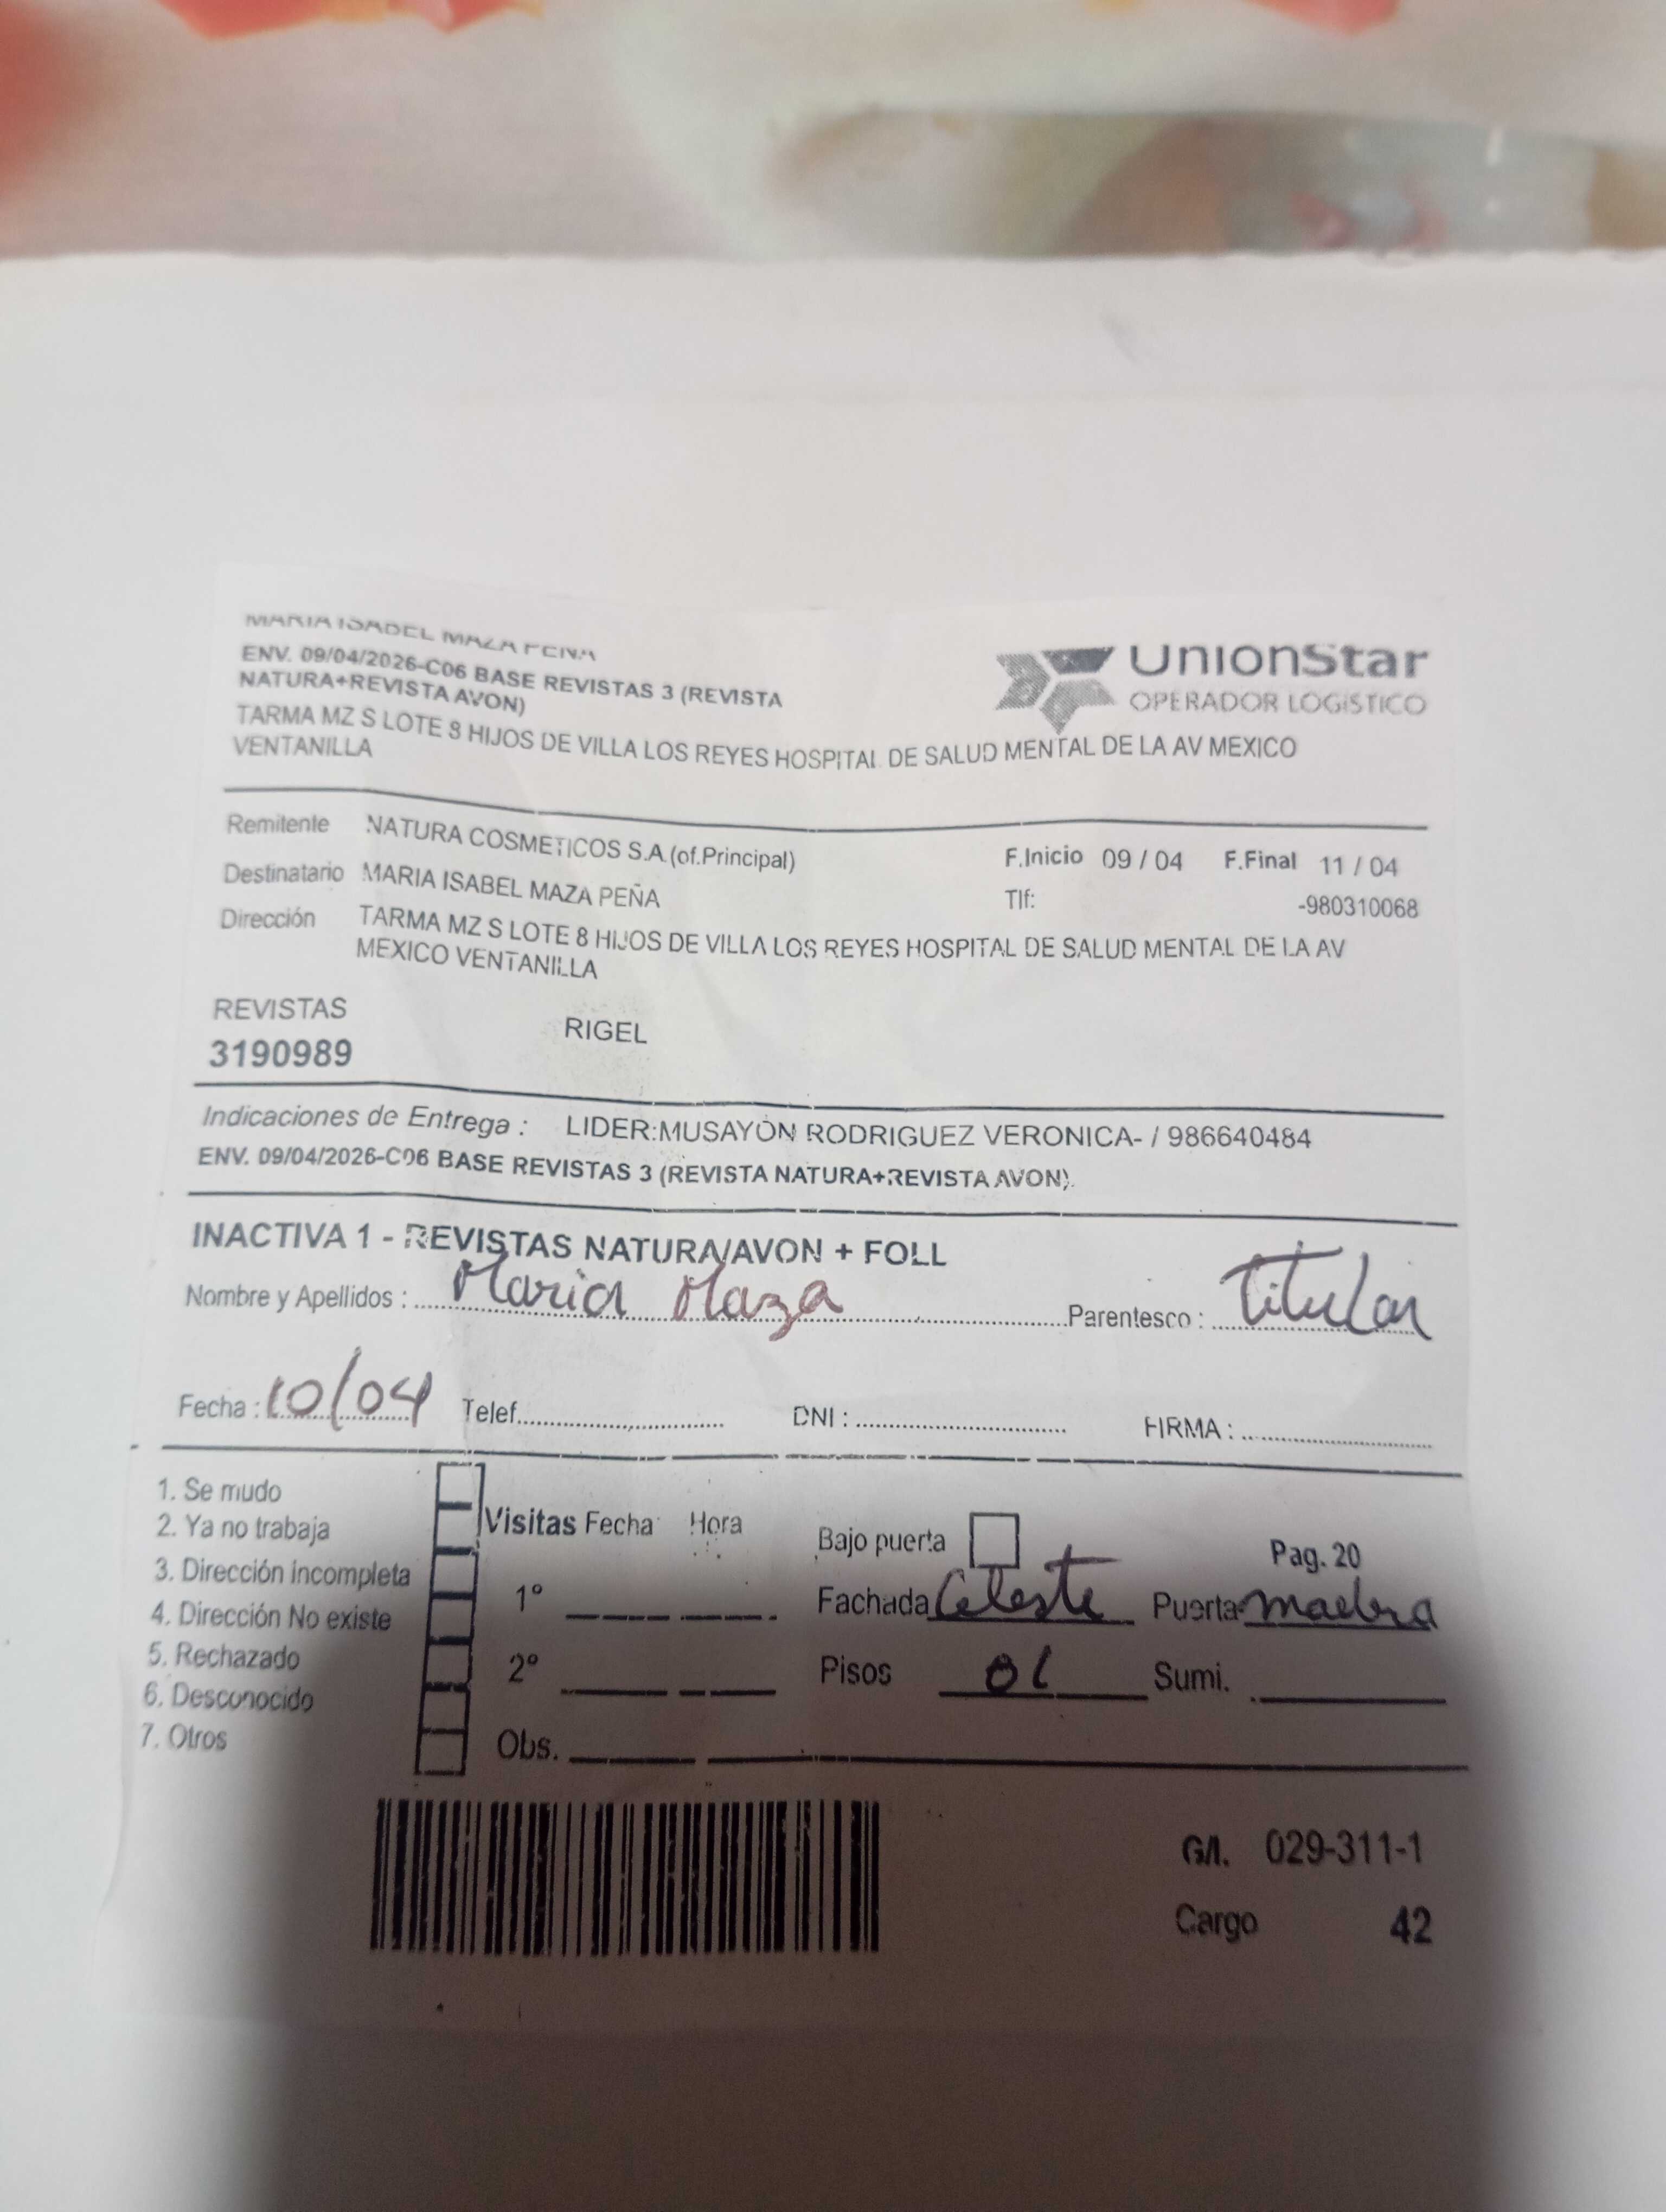 MARIA ISABEL MAZA PEÑA
ENV. 09/04/2026-C06 BASE REVISTAS 3 (REVISTA
NATURA+REVISTA AVON)
UnionStar
OPERADOR LOGISTICO
TARMA MZ S LOTE 8 HIJOS DE VILLA LOS REYES HOSPITAL DE SALUD MENTAL DE LA AV MEXICO
VENTANILLA
Remitente NATURA COSMETICOS S.A.(of.Principal)
F.Inicio 09 / 04 F.Final 11 / 04
Destinatario MARIA ISABEL MAZA PEÑA
Tlf: -980310068
Dirección TARMA MZ S LOTE 8 HIJOS DE VILLA LOS REYES HOSPITAL DE SALUD MENTAL DE LA AV
MEXICO VENTANILLA
REVISTAS RIGEL
3190989
Indicaciones de Entrega : LIDER:MUSAYON RODRIGUEZ VERONICA- / 986640484
ENV. 09/04/2026-C06 BASE REVISTAS 3 (REVISTA NATURA+REVISTA AVON).
INACTIVA 1 - REVISTAS NATURA/AVON + FOLL
Nombre y Apellidos : Maria Maza Parentesco : Titular
Fecha : 10/04 Telef. DNI : FIRMA :
1. Se mudo
2. Ya no trabaja
3. Dirección incompleta
4. Dirección No existe
5. Rechazado
6. Desconocido
7. Otros
Visitas Fecha Hora
1°
2°
Obs.
Bajo puerta Pag. 20
Fachada Celeste Puerta madera
Pisos 01 Sumi.
G/I. 029-311-1
Cargo 42